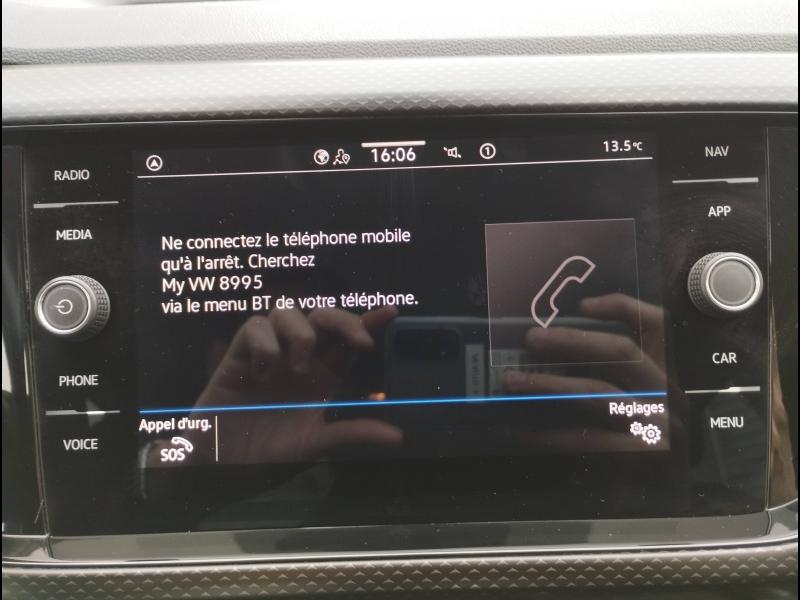 RADIO
MEDIA
PHONE
VOICE
16:06
1
13.5°C
Ne connectez le téléphone mobile
qu'à l'arrêt. Cherchez
My VW 8995
via le menu BT de votre téléphone.
Appel d'urg.
SOS
Réglages
NAV
APP
CAR
MENU